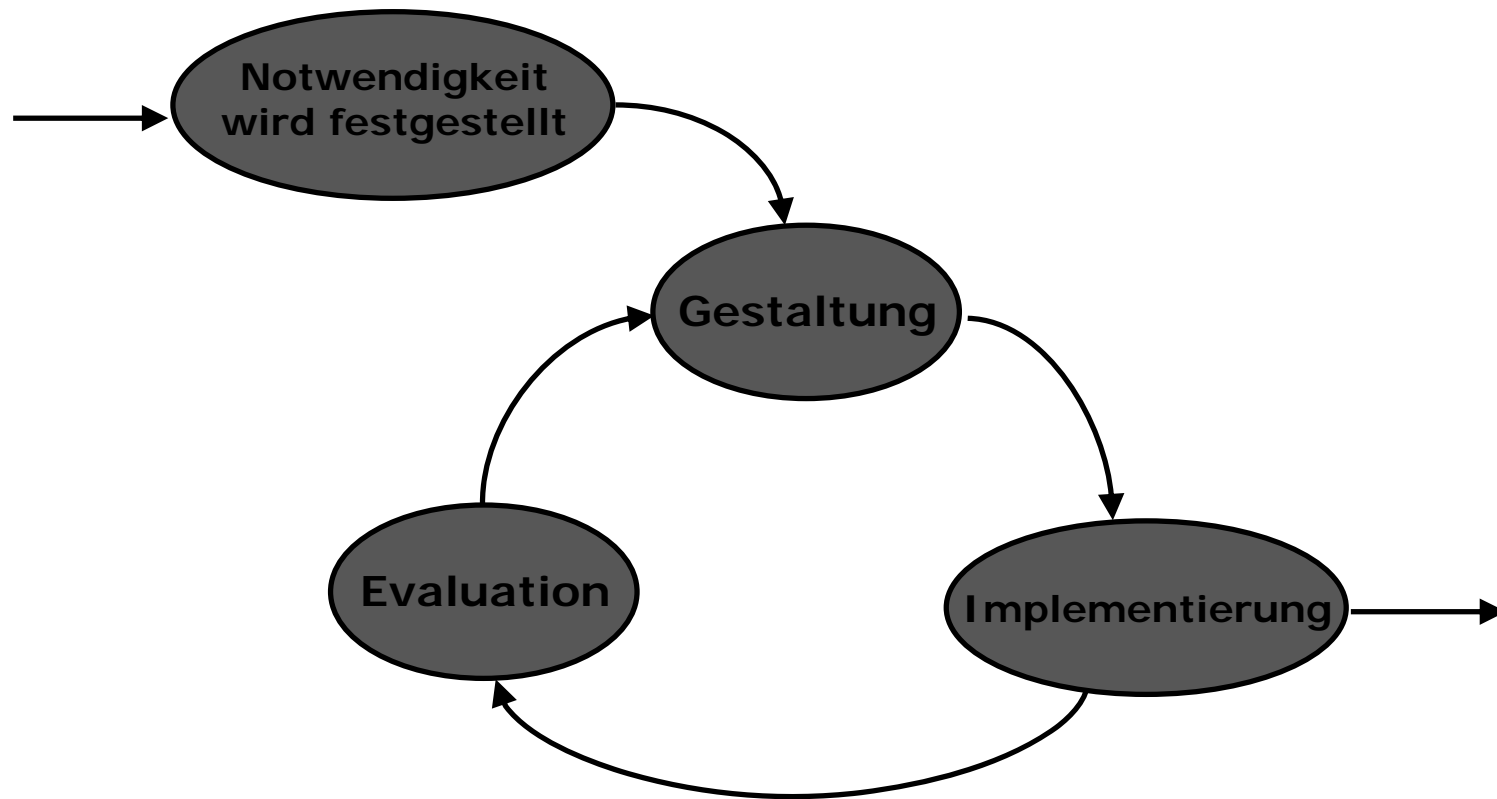 Notwendigkeit
wird festgestellt
Gestaltung
Evaluation
Implementierung